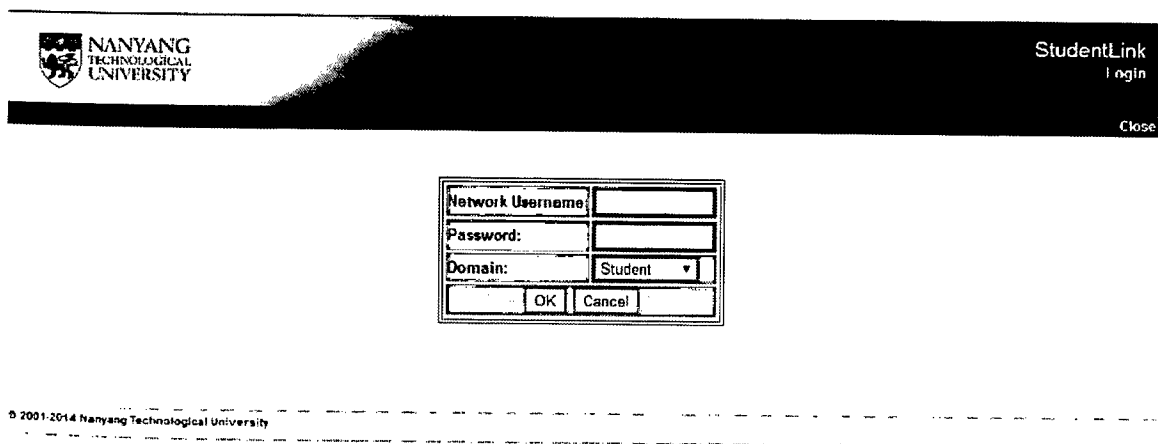 NANYANG
TECHNOLOGICAL
UNIVERSITY
StudentLink
Login
Close
Network Username
Password:
Domain:
Student
OK
Cancel
© 2001-2014 Nanyang Technological University